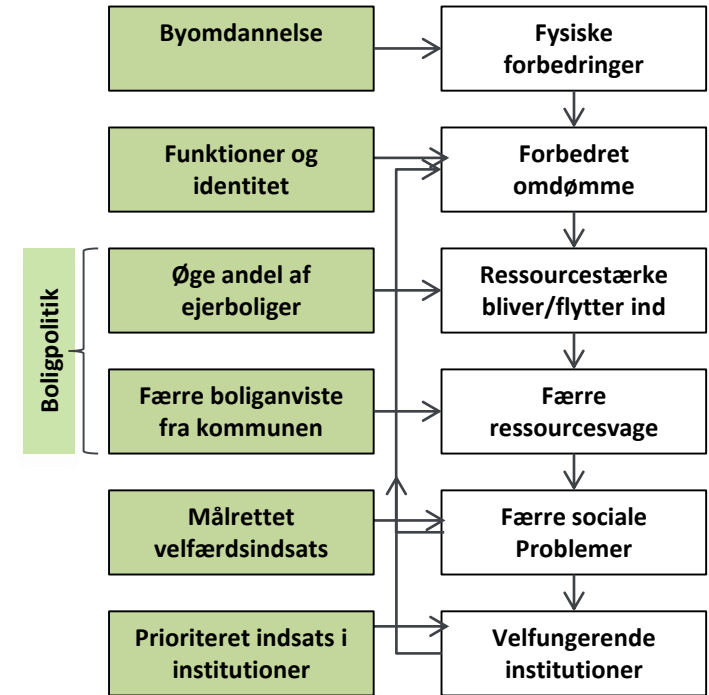 Byomdannelse
Fysiske
forbedringer
Funktioner og
identitet
Forbedret
omdømme
Boligpolitik
Øge andel af
ejerboliger
Ressourcestærke
bliver/flytter ind
Færre boliganviste
fra kommunen
Færre
ressourcesvage
Målrettet
velfærdsindsats
Færre sociale
Problemer
Prioriteret indsats i
institutioner
Velfungerende
institutioner